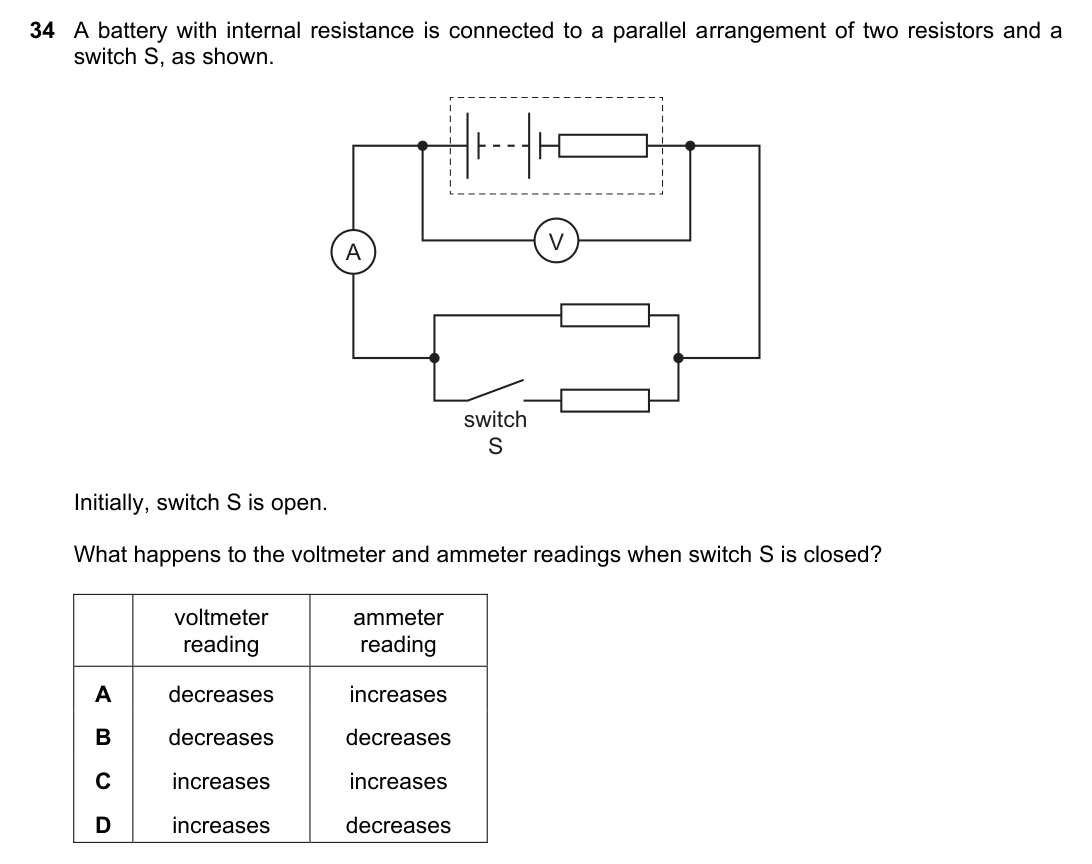 34 A battery with internal resistance is connected to a parallel arrangement of two resistors and a
switch S, as shown.
V
A
switch
S
Initially, switch S is open.
What happens to the voltmeter and ammeter readings when switch S is closed?
voltmeter reading
ammeter reading
A decreases increases
B decreases decreases
C increases increases
D increases decreases